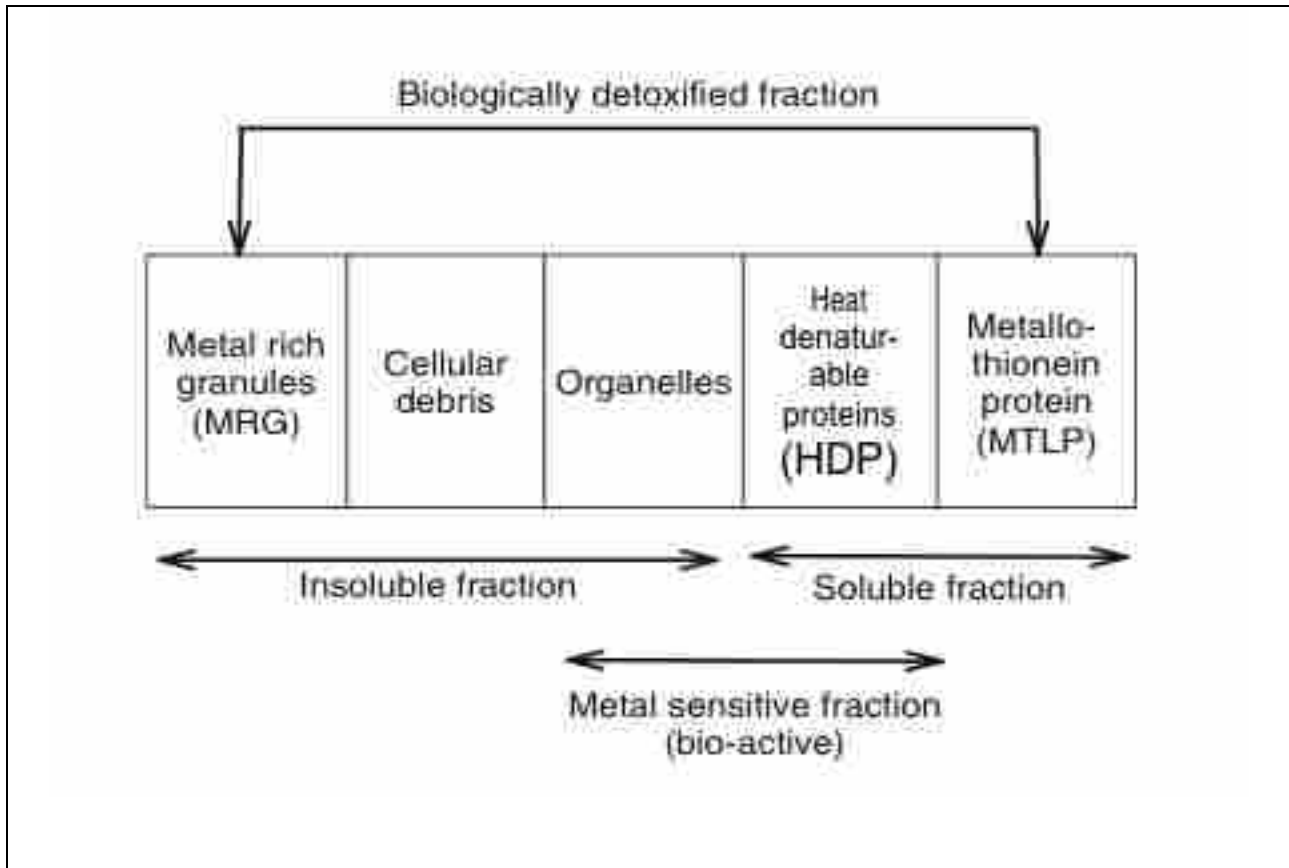 Biologically detoxified fraction
Metal rich
granules
(MRG)
Cellular
debris
Organelles
Heat
denatur-
able
proteins
(HDP)
Metallo-
thionein
protein
(MTLP)
Insoluble fraction
Soluble fraction
Metal sensitive fraction
(bio-active)